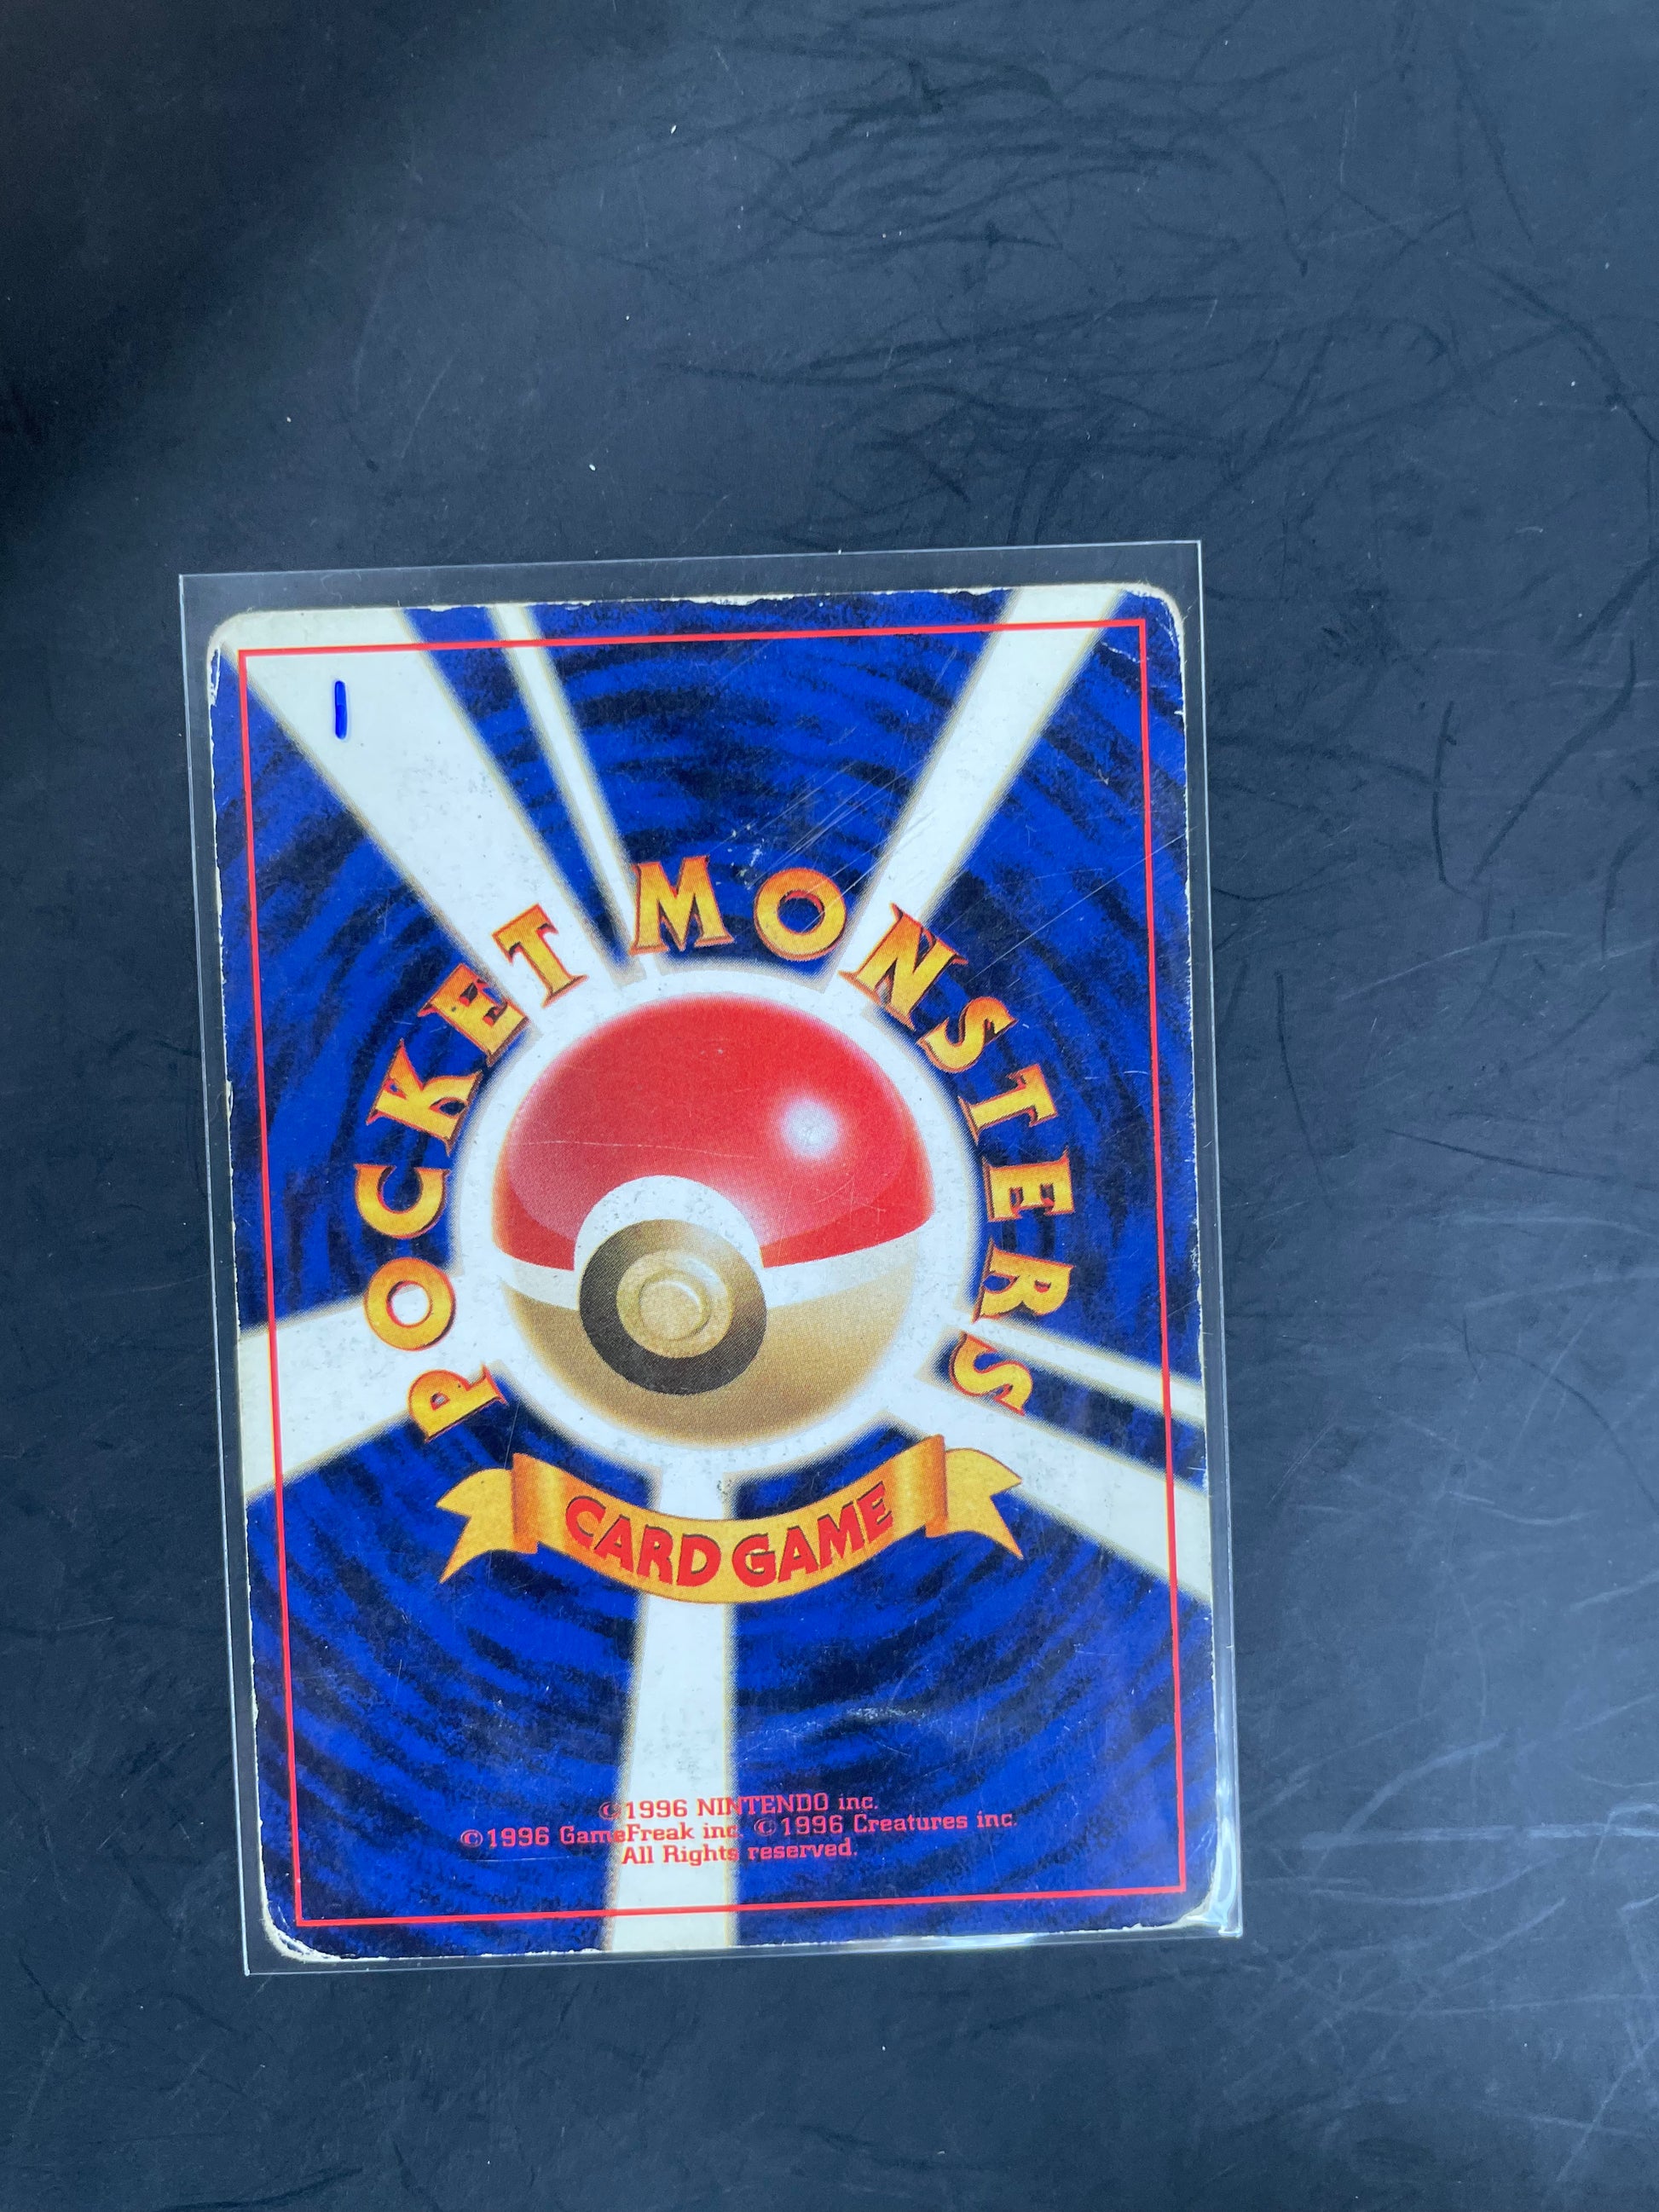 POCKET MONSTERS
CARD GAME
©1996 NINTENDO inc.
©1996 GameFreak inc. ©1996 Creatures inc.
All Rights reserved.